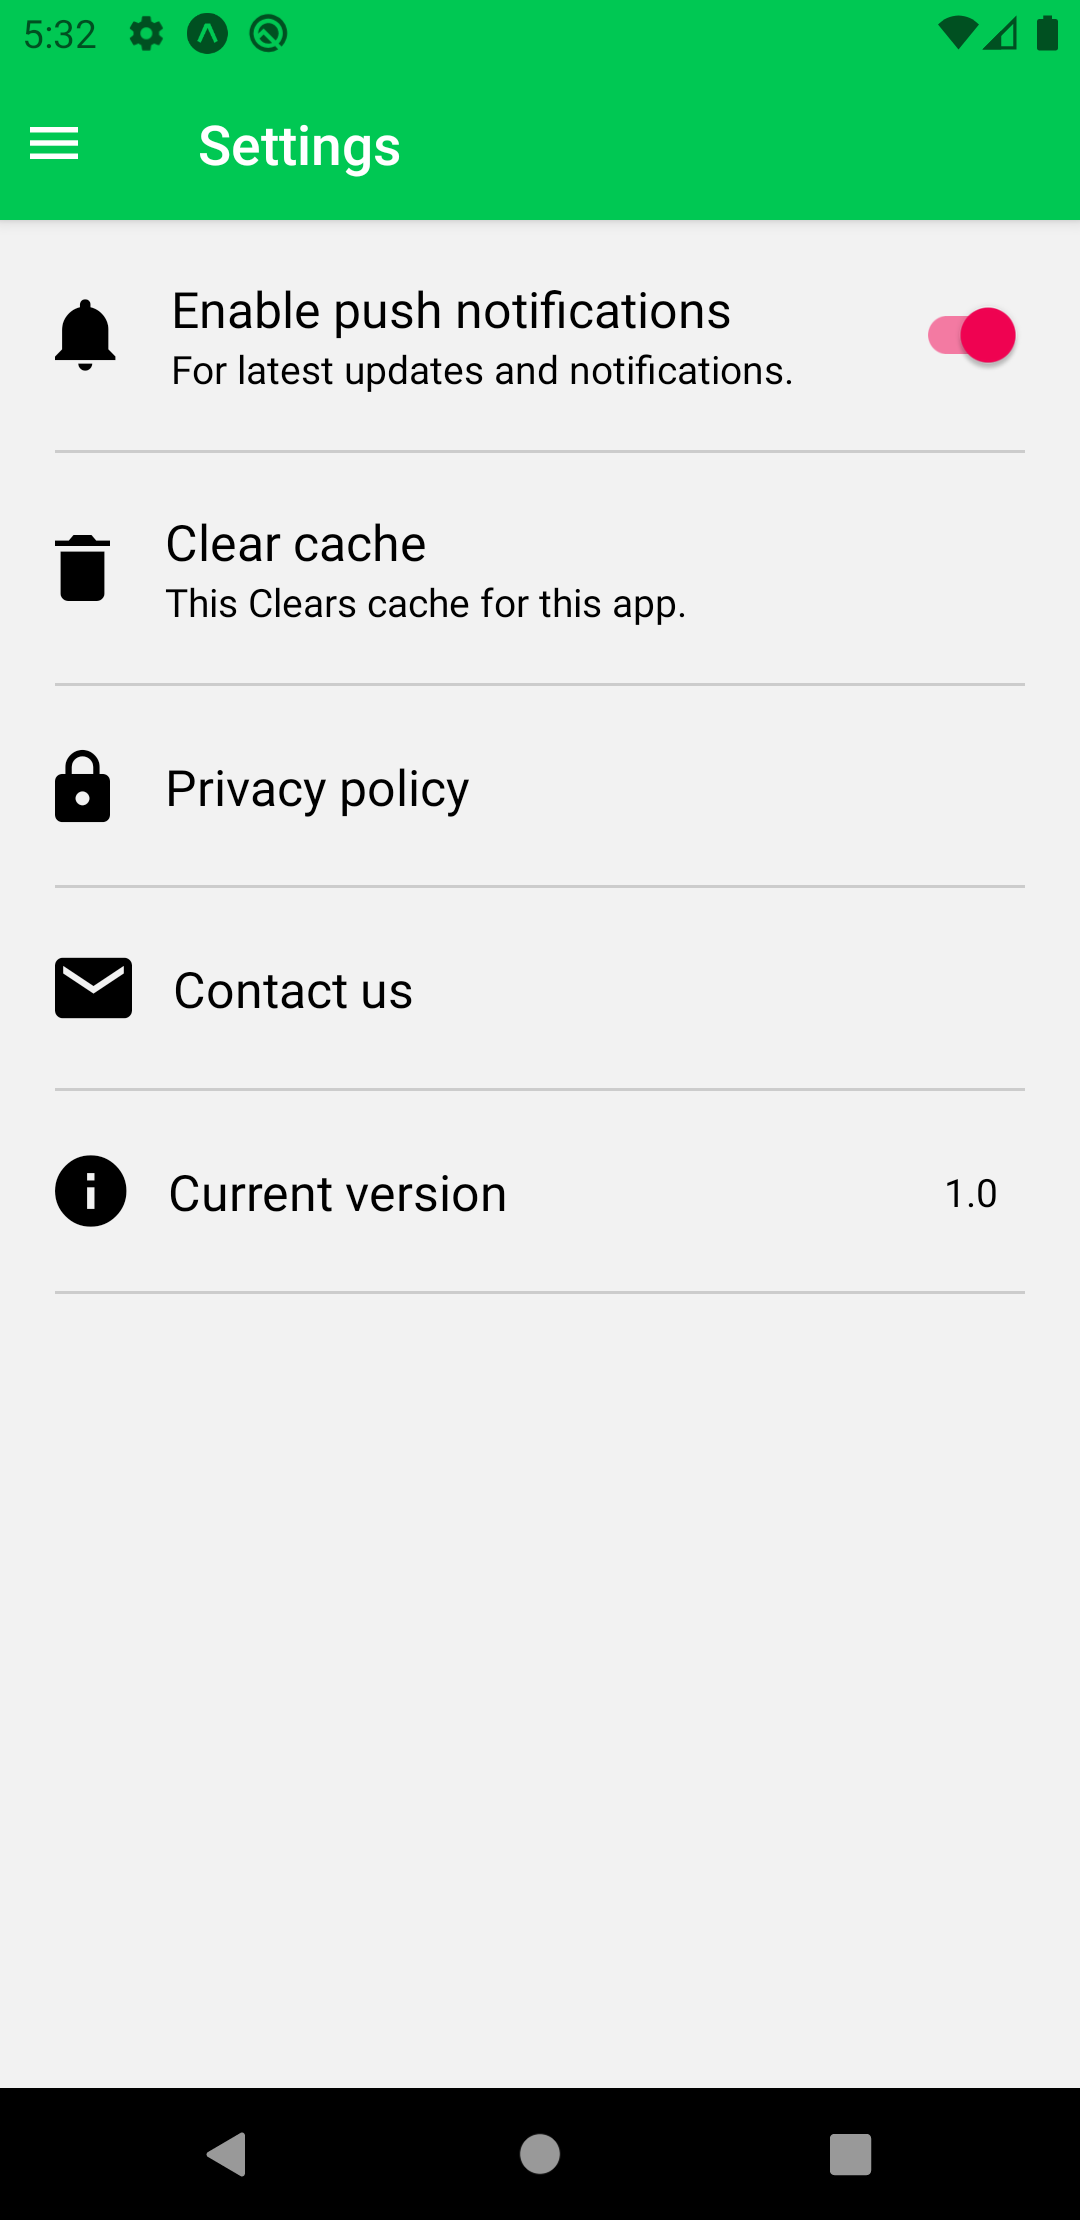 5:32
Settings
Enable push notifications
For latest updates and notifications.
Clear cache
This Clears cache for this app.
Privacy policy
Contact us
Current version 1.0